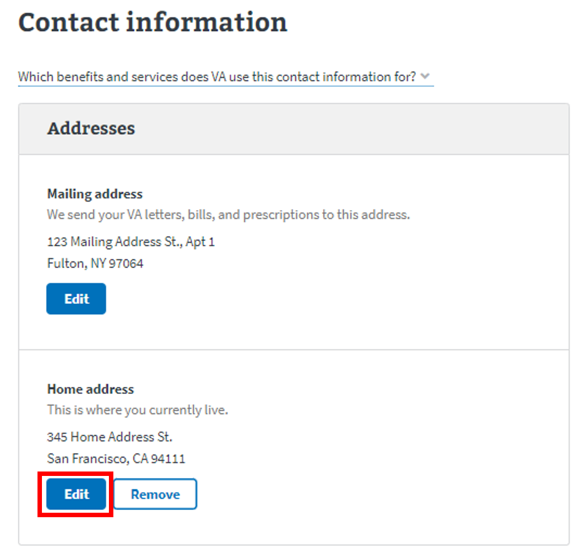 Contact information
Which benefits and services does VA use this contact information for?
Addresses
Mailing address
We send your VA letters, bills, and prescriptions to this address.
123 Mailing Address St., Apt 1
Fulton, NY 97064
Edit
Home address
This is where you currently live.
345 Home Address St.
San Francisco, CA 94111
Edit Remove